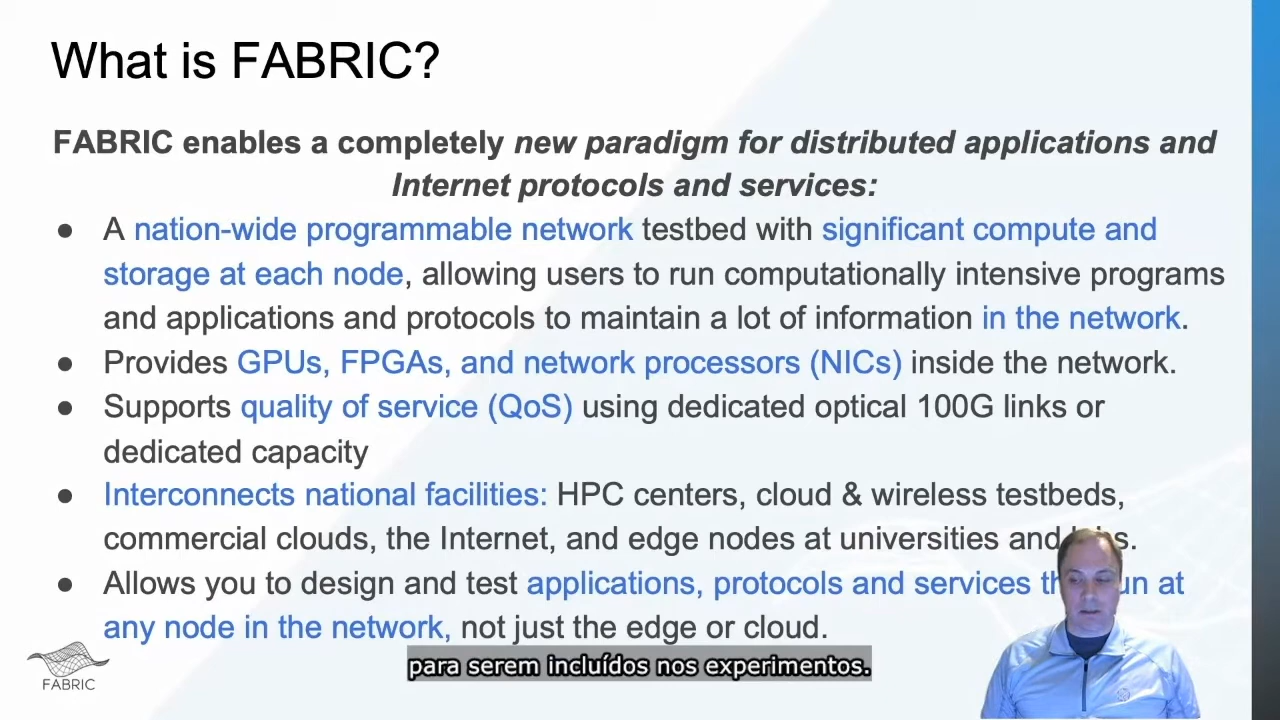 What is FABRIC?
FABRIC enables a completely new paradigm for distributed applications and
Internet protocols and services:
● A nation-wide programmable network testbed with significant compute and
storage at each node, allowing users to run computationally intensive programs
and applications and protocols to maintain a lot of information in the network.
● Provides GPUs, FPGAs, and network processors (NICs) inside the network.
● Supports quality of service (QoS) using dedicated optical 100G links or
dedicated capacity
● Interconnects national facilities: HPC centers, cloud & wireless testbeds,
commercial clouds, the Internet, and edge nodes at universities and
● Allows you to design and test applications, protocols and services at
any node in the network, not just the edge or cloud.
para serem incluídos nos experimentos.
FABRIC